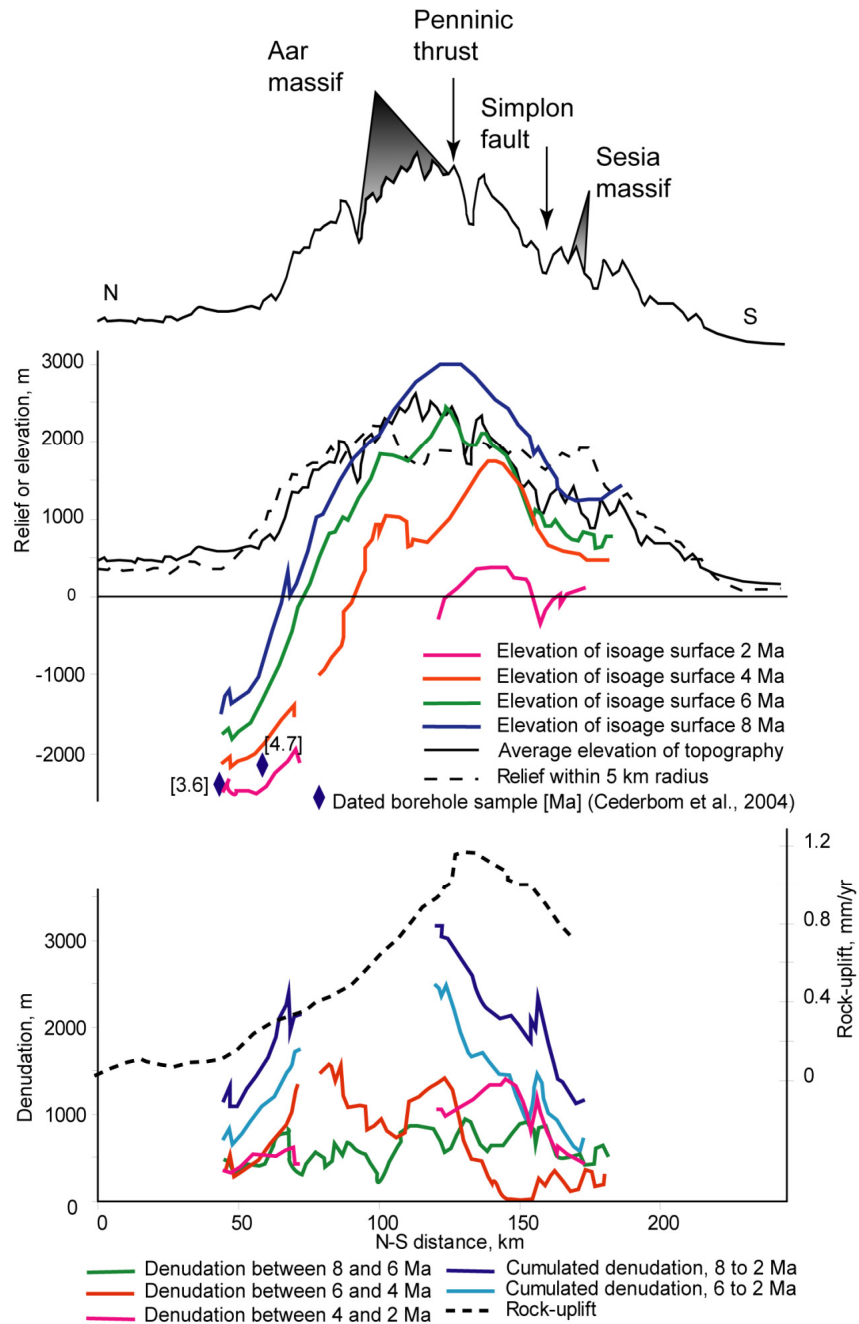 Penninic
thrust
Aar
massif
Simplon
fault
Sesia
massif
N
S
Relief or elevation, m
3000
2000
1000
0
-1000
-2000
[4.7]
[3.6]
Elevation of isoage surface 2 Ma
Elevation of isoage surface 4 Ma
Elevation of isoage surface 6 Ma
Elevation of isoage surface 8 Ma
Average elevation of topography
Relief within 5 km radius
Dated borehole sample [Ma] (Cederbom et al., 2004)
Denudation, m
3000
2000
1000
0
Rock-uplift, mm/yr
1.2
0.8
0.4
0
0 50 100 150 200
N-S distance, km
Denudation between 8 and 6 Ma
Denudation between 6 and 4 Ma
Denudation between 4 and 2 Ma
Cumulated denudation, 8 to 2 Ma
Cumulated denudation, 6 to 2 Ma
Rock-uplift